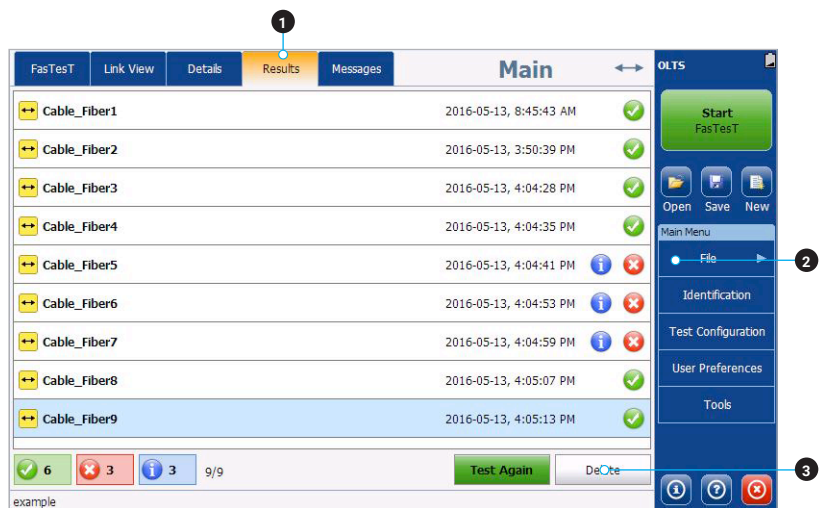 1
FasTesT Link View Details Results Messages Main OLTS
Cable_Fiber1 2016-05-13, 8:45:43 AM
Cable_Fiber2 2016-05-13, 3:50:39 PM
Cable_Fiber3 2016-05-13, 4:04:28 PM
Cable_Fiber4 2016-05-13, 4:04:35 PM
Cable_Fiber5 2016-05-13, 4:04:41 PM
Cable_Fiber6 2016-05-13, 4:04:53 PM
Cable_Fiber7 2016-05-13, 4:04:59 PM
Cable_Fiber8 2016-05-13, 4:05:07 PM
Cable_Fiber9 2016-05-13, 4:05:13 PM
6 3 3 9/9 Test Again Delete
example
Start
FasTesT
Open Save New
Main Menu
File
2
Identification
Test Configuration
User Preferences
Tools
3